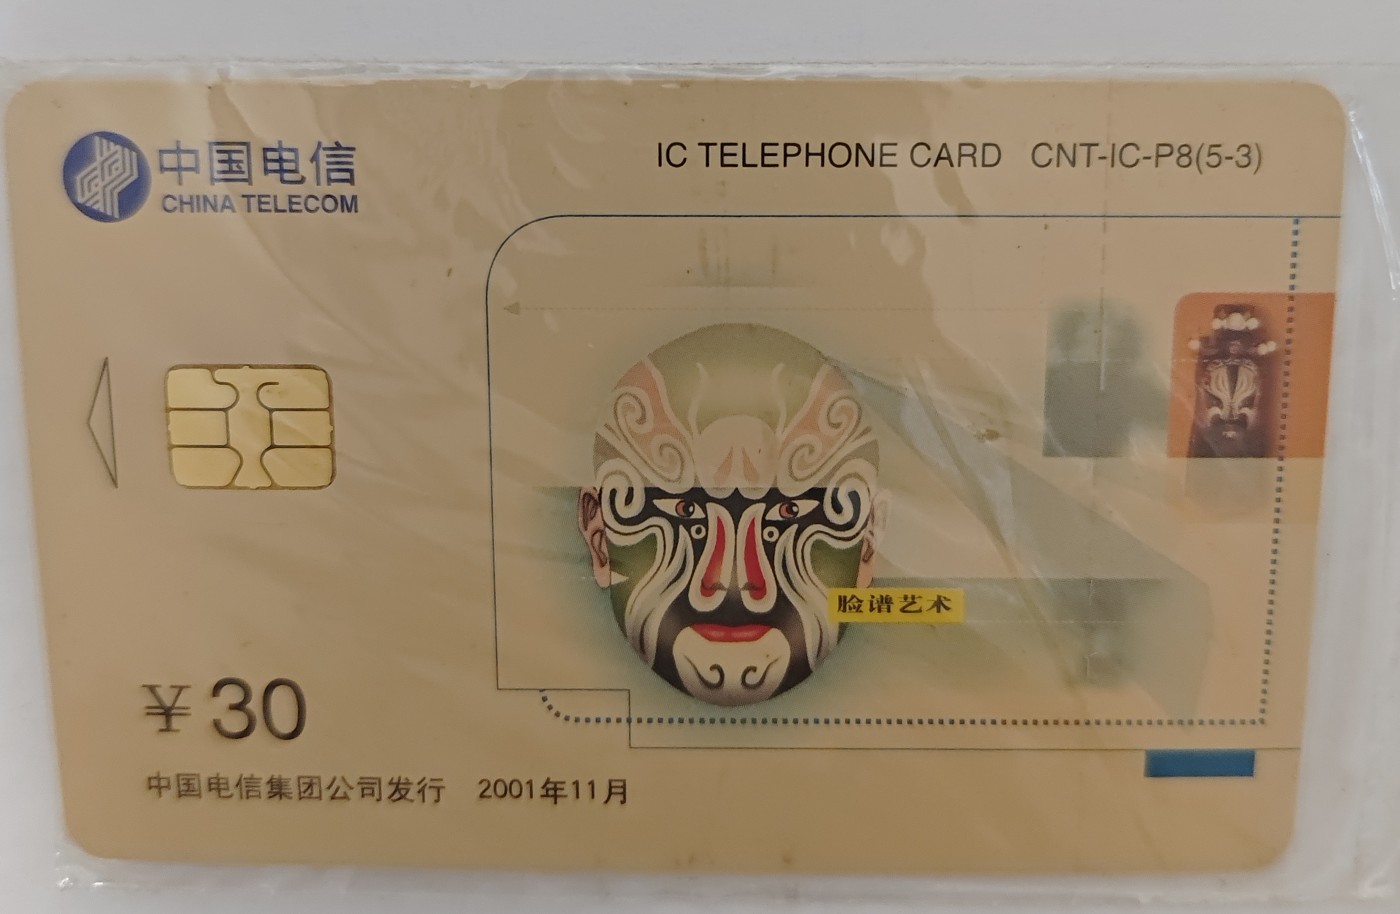 中国电信
CHINA TELECOM
IC TELEPHONE CARD CNT-IC-P8(5-3)
脸谱艺术
¥30
中国电信集团公司发行 2001年11月